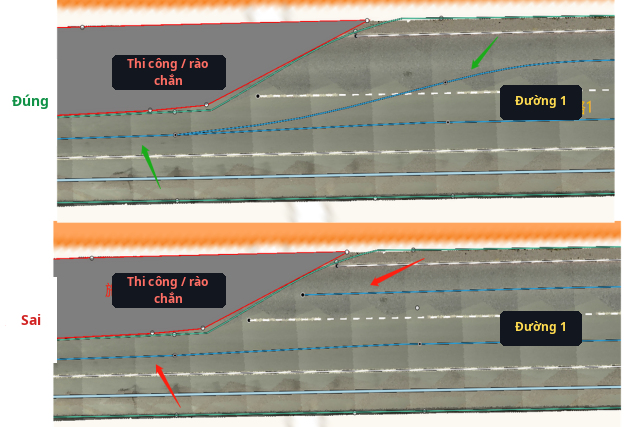 Thi công / rào
chắn
Đúng
Đường 1
Thi công / rào
chắn
Sai
Đường 1